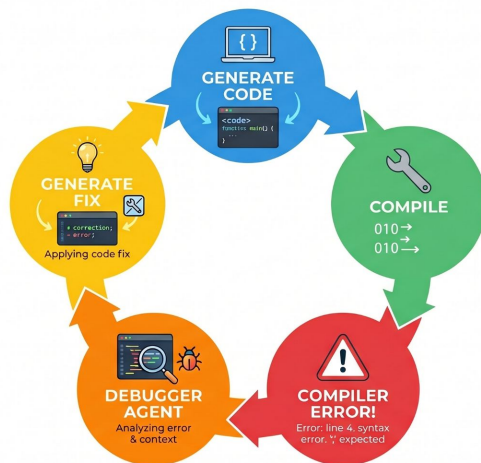 { }
GENERATE
CODE
<code>
function main() {
...
}
COMPILE
010→
→
010→
COMPILER
ERROR!
Error: line 4, syntax
error, ';' expected
DEBUGGER
AGENT
Analyzing error
& context
GENERATE
FIX
+ correction;
- error;
Applying code fix